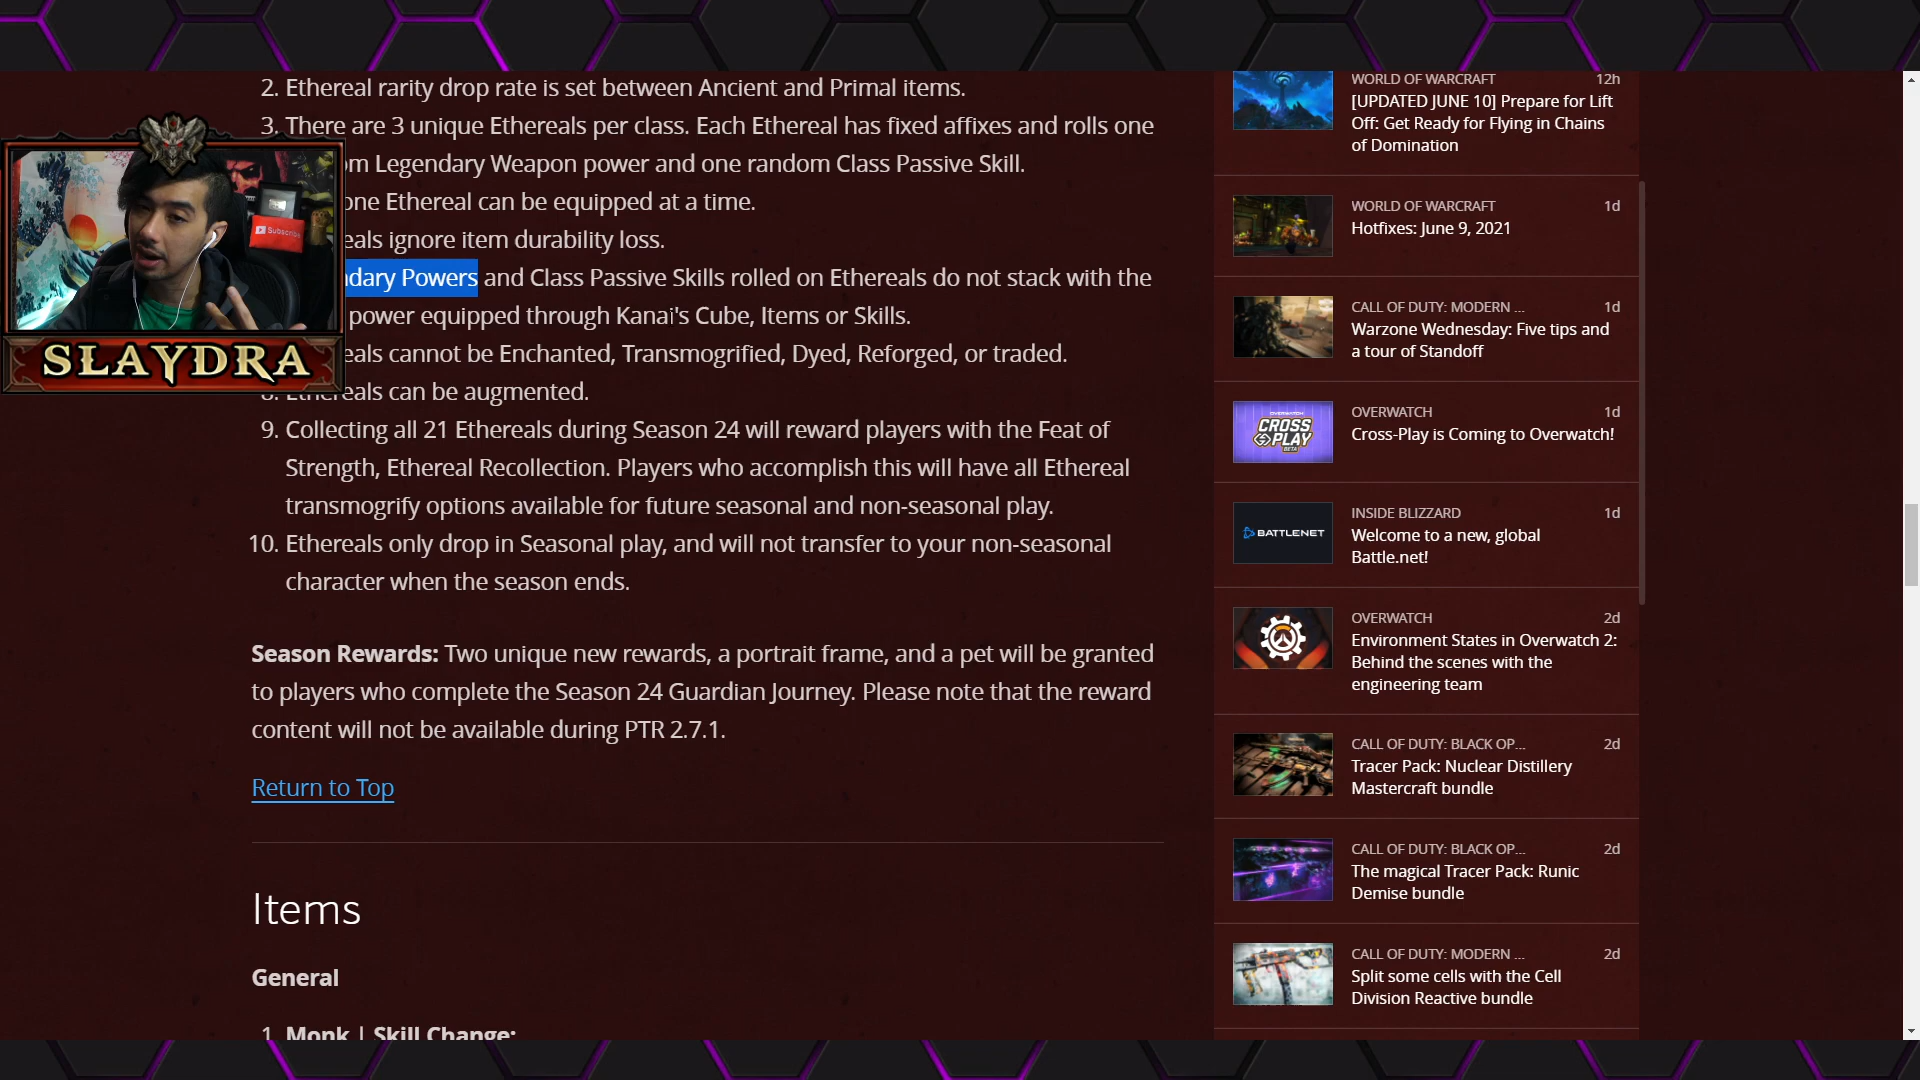 2. Ethereal rarity drop rate is set between Ancient and Primal items.
3. There are 3 unique Ethereals per class. Each Ethereal has fixed affixes and rolls one
om Legendary Weapon power and one random Class Passive Skill.
one Ethereal can be equipped at a time.
eals ignore item durability loss.
ndary Powers and Class Passive Skills rolled on Ethereals do not stack with the
power equipped through Kanai's Cube, Items or Skills.
eals cannot be Enchanted, Transmogrified, Dyed, Reforged, or traded.
8. Ethereals can be augmented.
9. Collecting all 21 Ethereals during Season 24 will reward players with the Feat of
Strength, Ethereal Recollection. Players who accomplish this will have all Ethereal
transmogrify options available for future seasonal and non-seasonal play.
10. Ethereals only drop in Seasonal play, and will not transfer to your non-seasonal
character when the season ends.
Season Rewards: Two unique new rewards, a portrait frame, and a pet will be granted
to players who complete the Season 24 Guardian Journey. Please note that the reward
content will not be available during PTR 2.7.1.
Return to Top
Items
General
1. Monk | Skill Change:
Subscribe
SLAYDRA
WORLD OF WARCRAFT 12h
[UPDATED JUNE 10] Prepare for Lift
Off: Get Ready for Flying in Chains
of Domination
WORLD OF WARCRAFT 1d
Hotfixes: June 9, 2021
CALL OF DUTY: MODERN ... 1d
Warzone Wednesday: Five tips and
a tour of Standoff
OVERWATCH
CROSS
PLAY
BETA
OVERWATCH 1d
Cross-Play is Coming to Overwatch!
BATTLENET
INSIDE BLIZZARD 1d
Welcome to a new, global
Battle.net!
OVERWATCH 2d
Environment States in Overwatch 2:
Behind the scenes with the
engineering team
CALL OF DUTY: BLACK OP... 2d
Tracer Pack: Nuclear Distillery
Mastercraft bundle
CALL OF DUTY: BLACK OP... 2d
The magical Tracer Pack: Runic
Demise bundle
CALL OF DUTY: MODERN ... 2d
Split some cells with the Cell
Division Reactive bundle